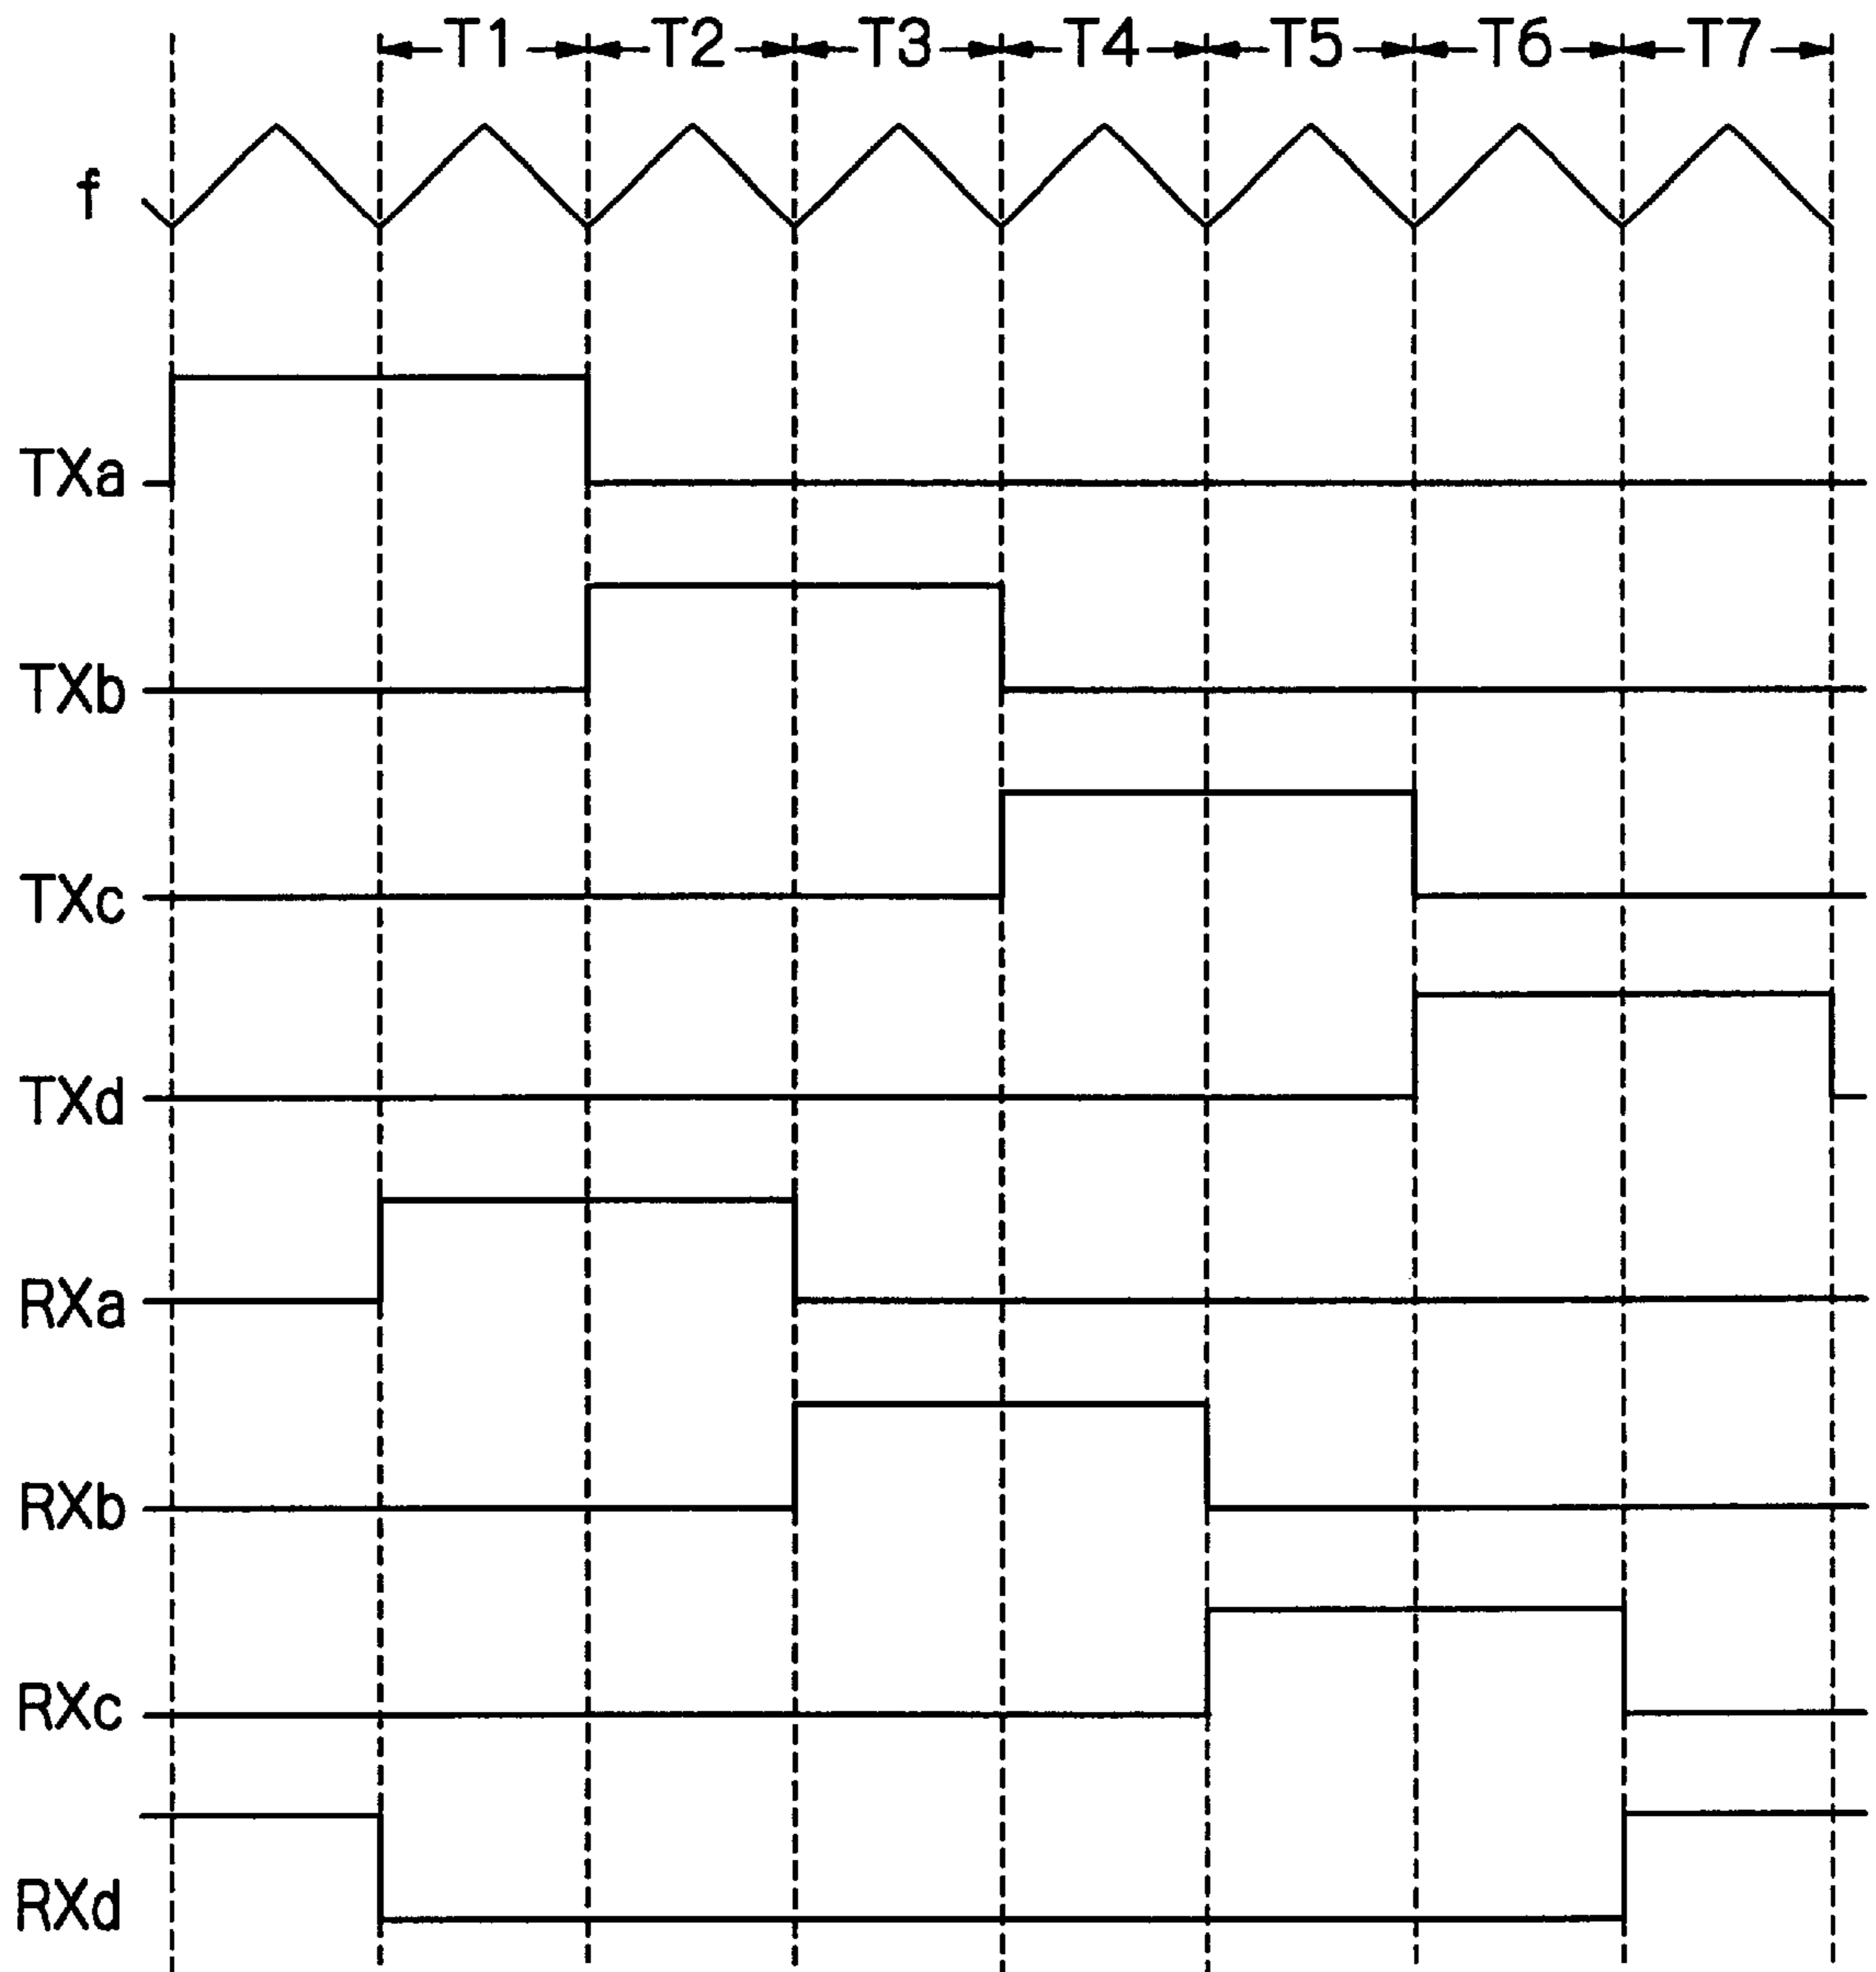 T1 T2 T3 T4 T5 T6 T7
f
TXa
TXb
TXc
TXd
RXa
RXb
RXc
RXd